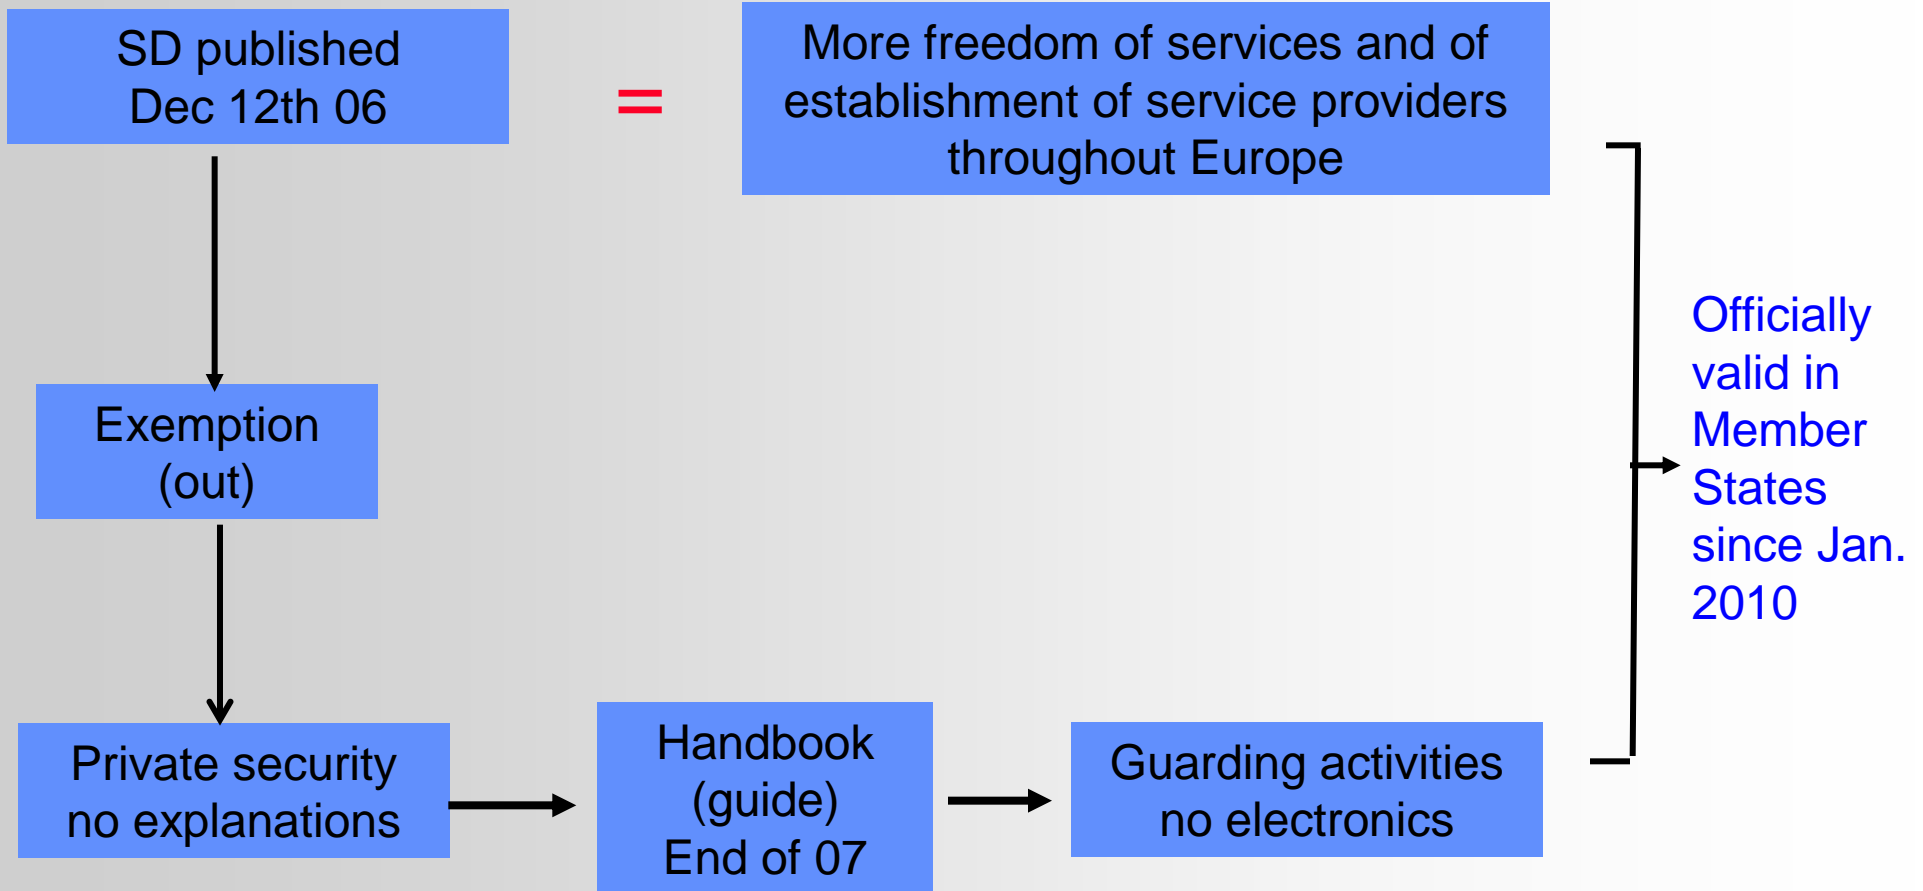 SD published
Dec 12th 06
=
More freedom of services and of
establishment of service providers
throughout Europe
Exemption
(out)
Officially
valid in
Member
States
since Jan.
2010
Private security
no explanations
Handbook
(guide)
End of 07
Guarding activities
no electronics